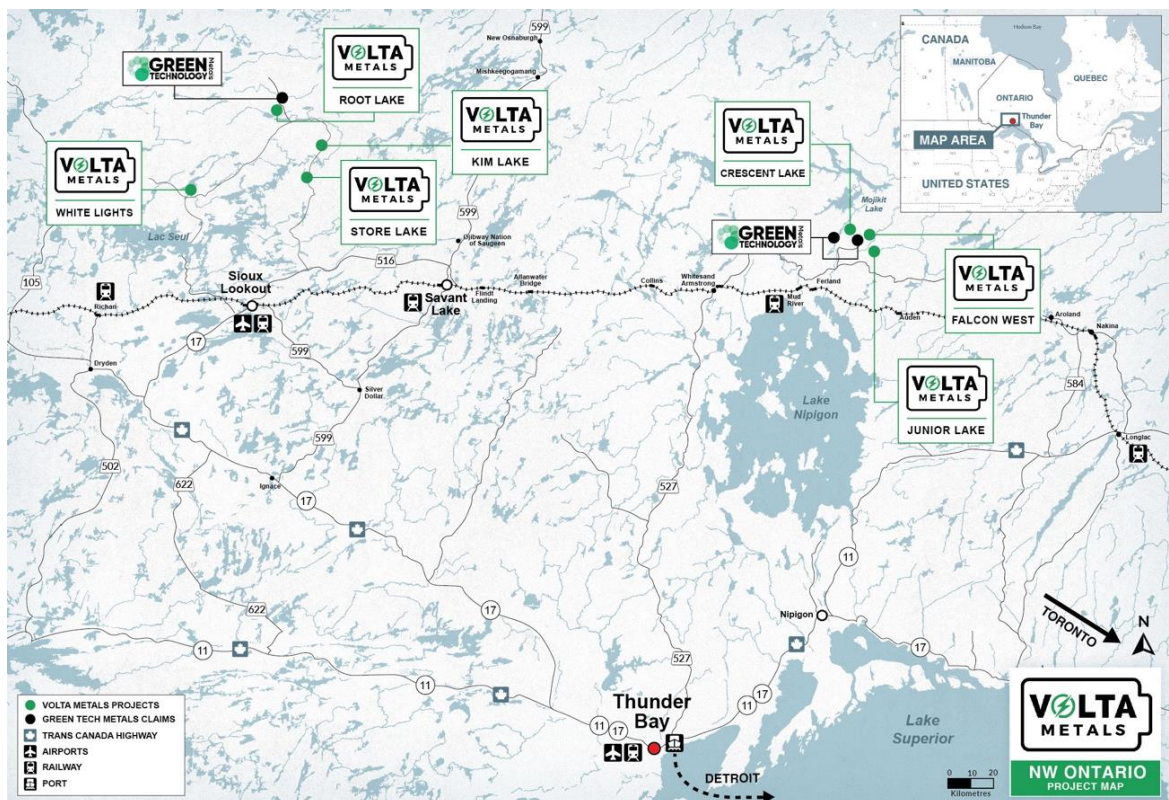 599
New Osnaburgh
Mishkeegogamang
GREEN
TECHNOLOGY
Metals
VOLTA
METALS
ROOT LAKE
VOLTA
METALS
KIM LAKE
VOLTA
METALS
WHITE LIGHTS
VOLTA
METALS
STORE LAKE
599
Ojibway Nation
of Saugeen
Lac Seul
516
VOLTA
METALS
CRESCENT LAKE
GREEN
TECHNOLOGY
Metals
Mojikit
Lake
Hudson Bay
CANADA
MANITOBA
QUEBEC
ONTARIO
Thunder
Bay
MAP AREA
UNITED STATES
105
Richan
Sioux
Lookout
Savant
Lake
Flindt
Landing
Allanwater
Bridge
Collins
Whitesand
Armstrong
Mud
River
Ferland
Auden
VOLTA
METALS
FALCON WEST
Aroland
Nakina
17
599
Dryden
Silver
Dollar
584
VOLTA
METALS
JUNIOR LAKE
Lake
Nipigon
Longlac
599
502
622
Ignace
17
527
11
17
622
11
11
Nipigon
17
527
TORONTO
N
11
17
Thunder
Bay
11
17
DETROIT
Lake
Superior
0 10 20
Kilometres
VOLTA METALS PROJECTS
GREEN TECH METALS CLAIMS
TRANS CANADA HIGHWAY
AIRPORTS
RAILWAY
PORT
VOLTA
METALS
NW ONTARIO
PROJECT MAP